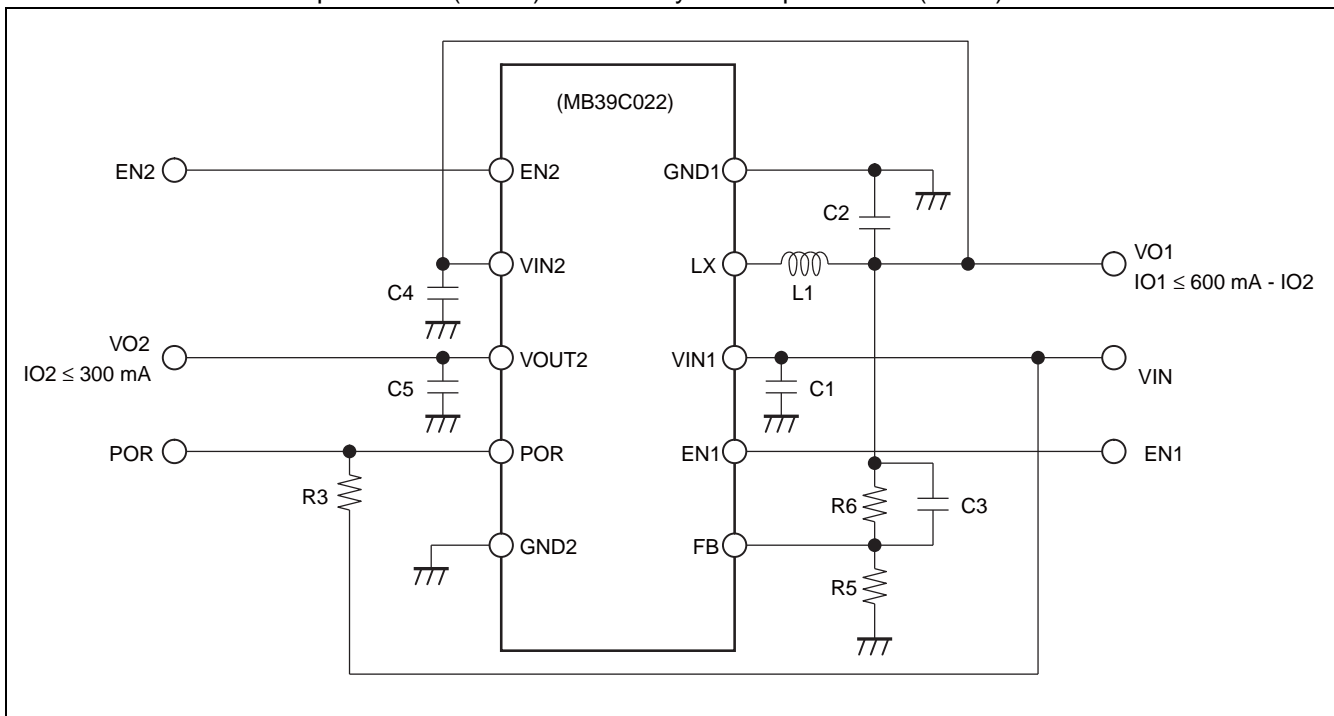 (MB39C022)
EN2
EN2
GND1
C2
VIN2
LX
L1
VO1
IO1 ≤ 600 mA - IO2
C4
VO2
IO2 ≤ 300 mA
VOUT2
VIN1
VIN
C5
C1
POR
POR
EN1
EN1
R3
R6
C3
GND2
FB
R5